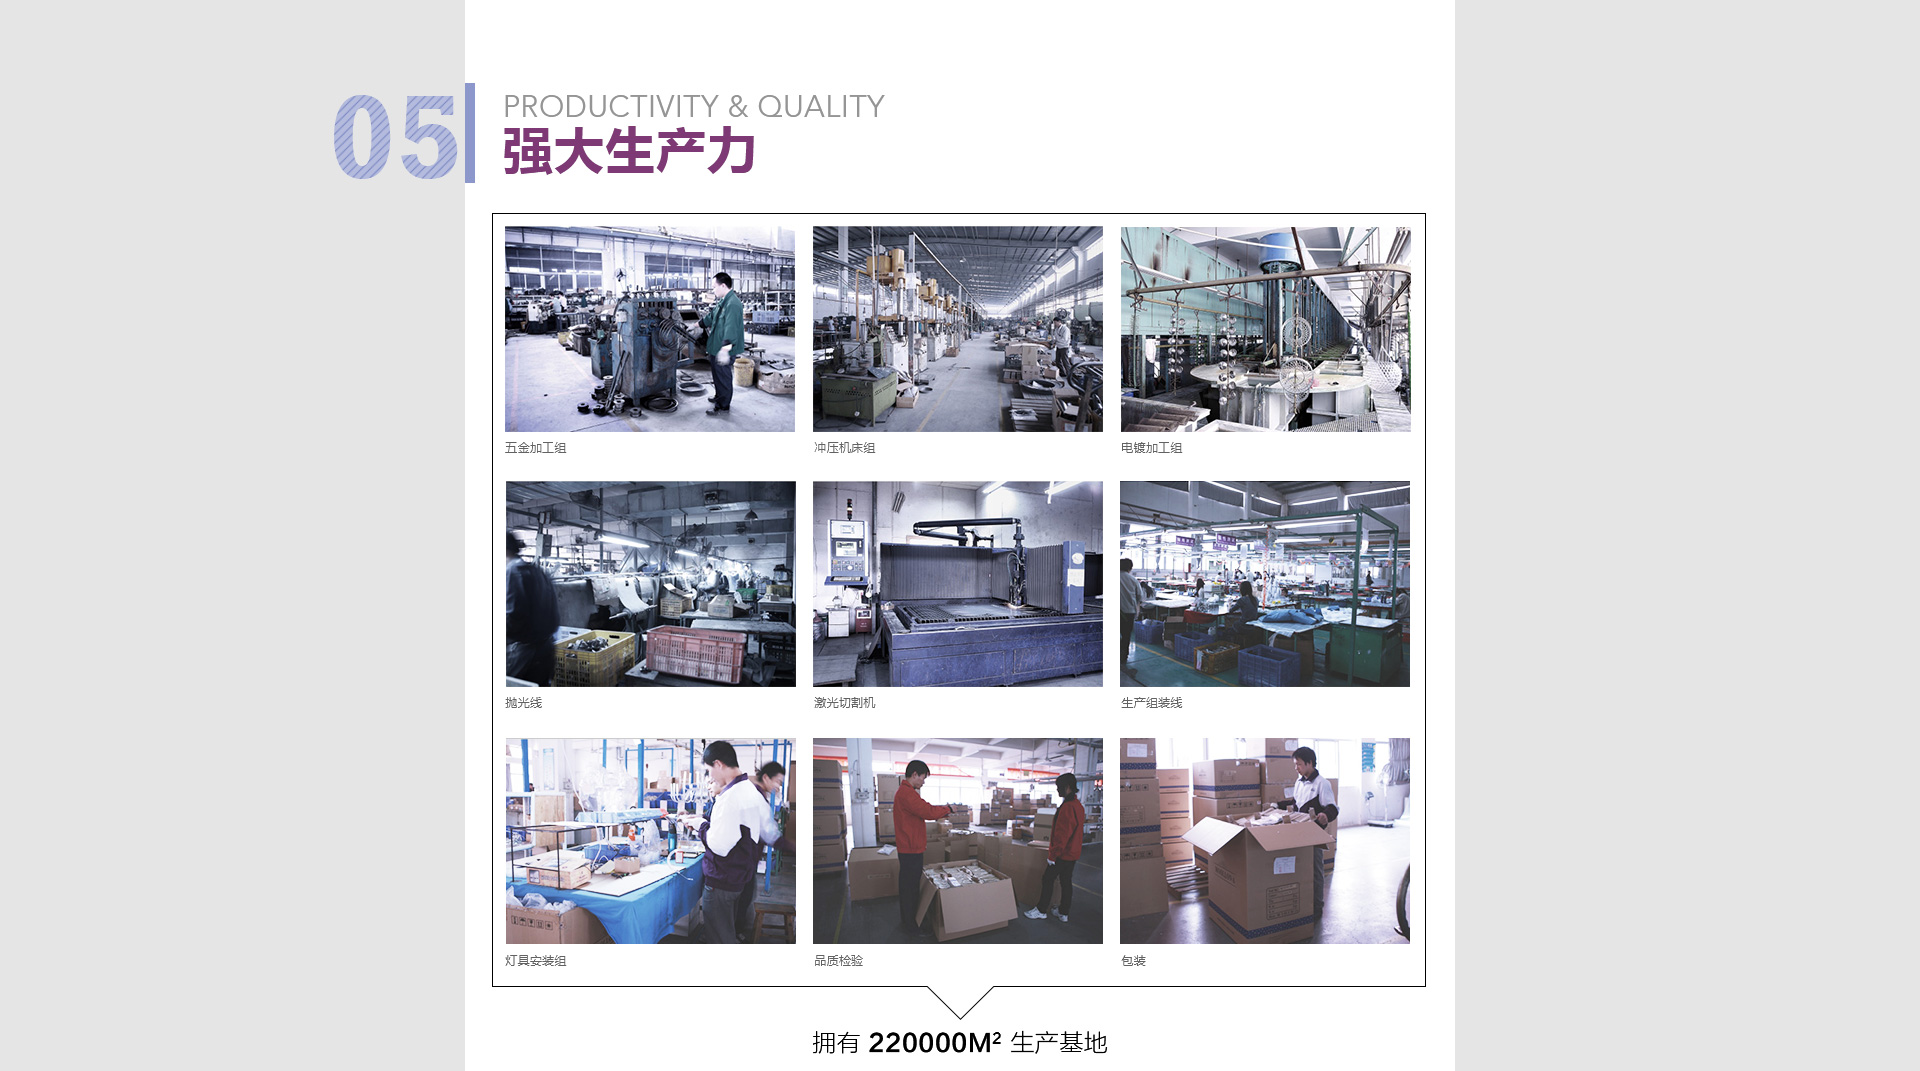 05
PRODUCTIVITY & QUALITY
强大生产力
五金加工组
冲压机床组
电镀加工组
抛光线
激光切割机
生产组装线
灯具安装组
品质检验
包装
拥有 220000M² 生产基地